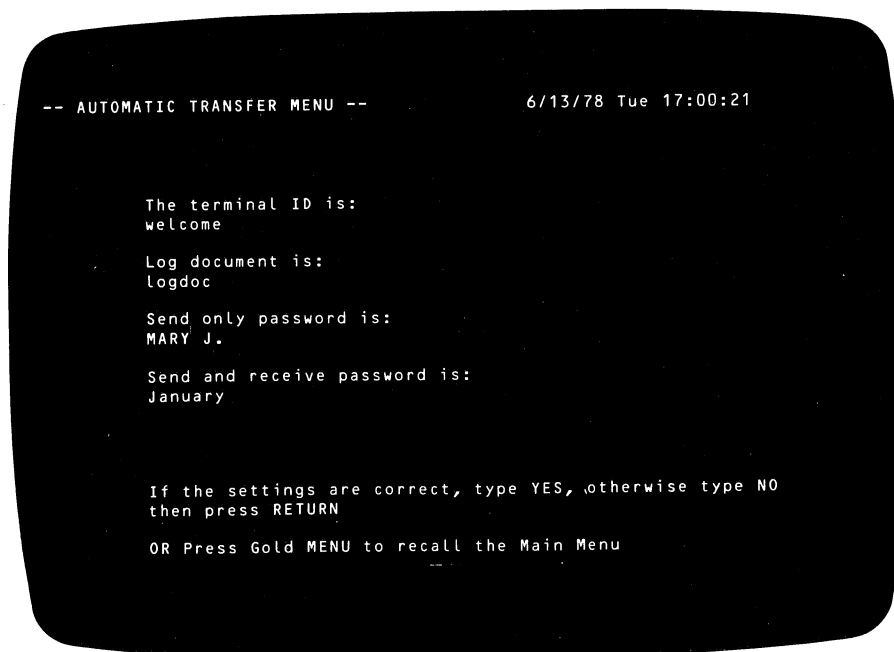 -- AUTOMATIC TRANSFER MENU -- 6/13/78 Tue 17:00:21
The terminal ID is:
welcome
Log document is:
logdoc
Send only password is:
MARY J.
Send and receive password is:
January
If the settings are correct, type YES, otherwise type NO
then press RETURN
OR Press Gold MENU to recall the Main Menu